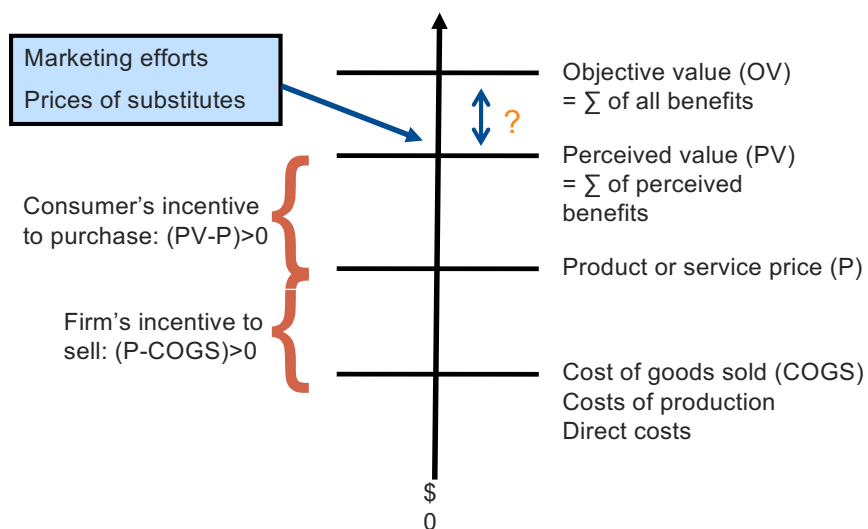 Marketing efforts
Prices of substitutes
Objective value (OV)
= ∑ of all benefits
?
Perceived value (PV)
= ∑ of perceived
benefits
Consumer’s incentive
to purchase: (PV-P)>0
Product or service price (P)
Firm’s incentive to
sell: (P-COGS)>0
Cost of goods sold (COGS)
Costs of production
Direct costs
$
0